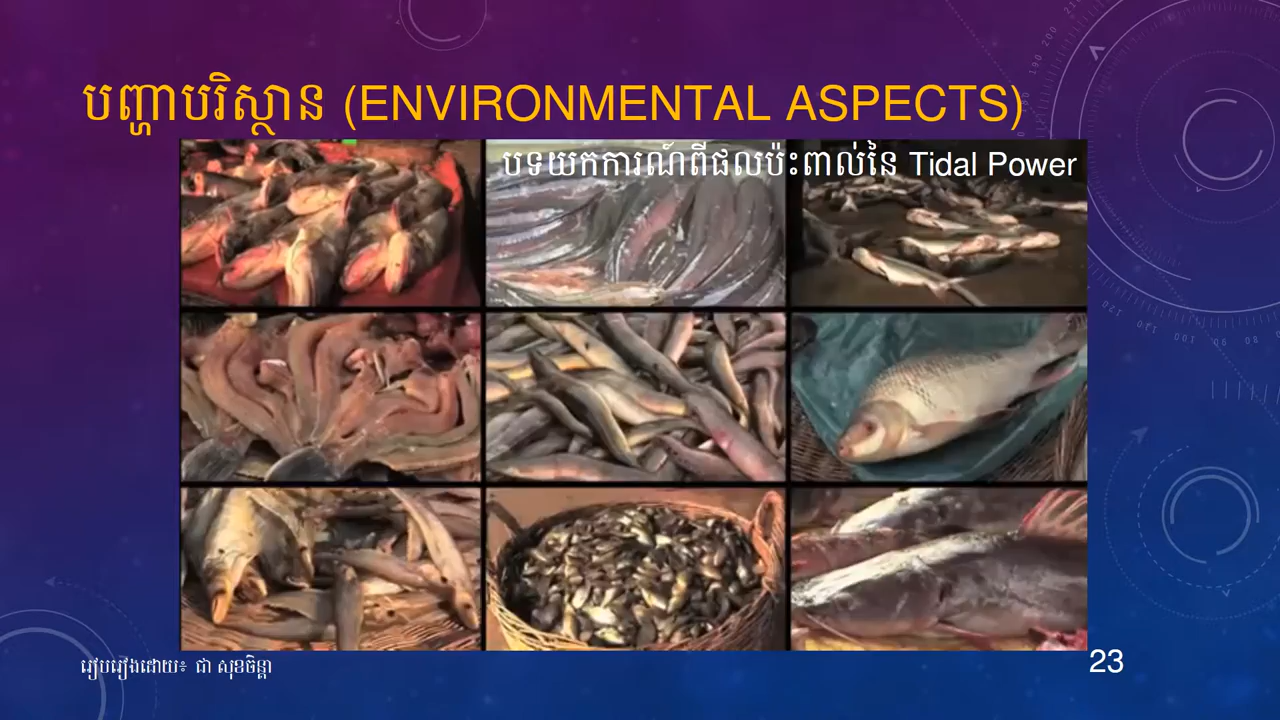 បញ្ហាបរិស្ថាន (ENVIRONMENTAL ASPECTS)
បទយកការណ៍ពីផលប៉ះពាល់នៃ Tidal Power
រៀបរៀងដោយ៖ ជា សុខចិន្តា
23